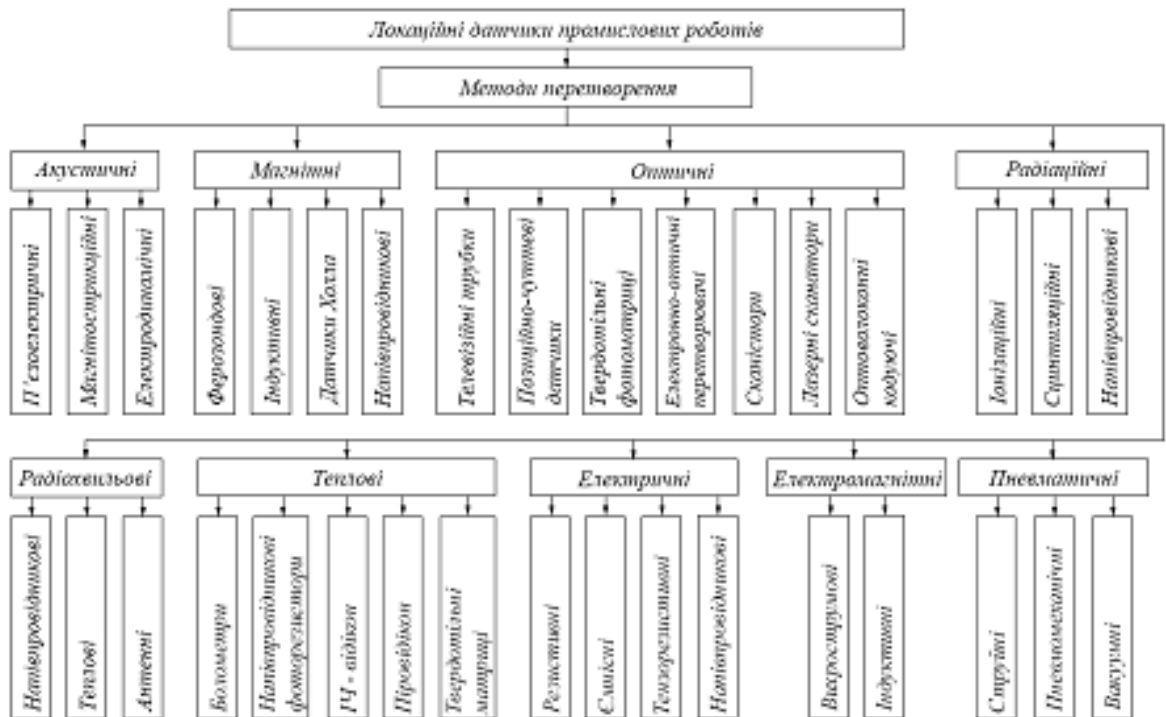 Локаційні датчики промислових роботів
Методи перетворення
Акустичні
Магнітні
Оптичні
Радіаційні
П'єзоелектричні
Магнітострикційні
Електродинамічні
Ферозондові
Індуктивні
Датчики Холла
Напівпровідникові
Телевізійні трубки
Позиційно-чуттєві
датчики
Твердотільні
фотоматриці
Електронно-оптичні
перетворювачі
Сканістори
Лазерні сканатори
Оптоволоконні
кодуючі
Іонізаційні
Сцинтиляційні
Напівпровідникові
Радіохвильові
Теплові
Електричні
Електромагнітні
Пневматичні
Напівпровідникові
Теплові
Антенні
Болометри
Напівпровідникові
фоторезистори
ІЧ - відікон
Піровідікон
Твердотільні
матриці
Резистивні
Ємнісні
Тензорезистивні
Напівпровідникові
Вихрострумові
Індуктивні
Струйні
Пневмомеханічні
Вакуумні